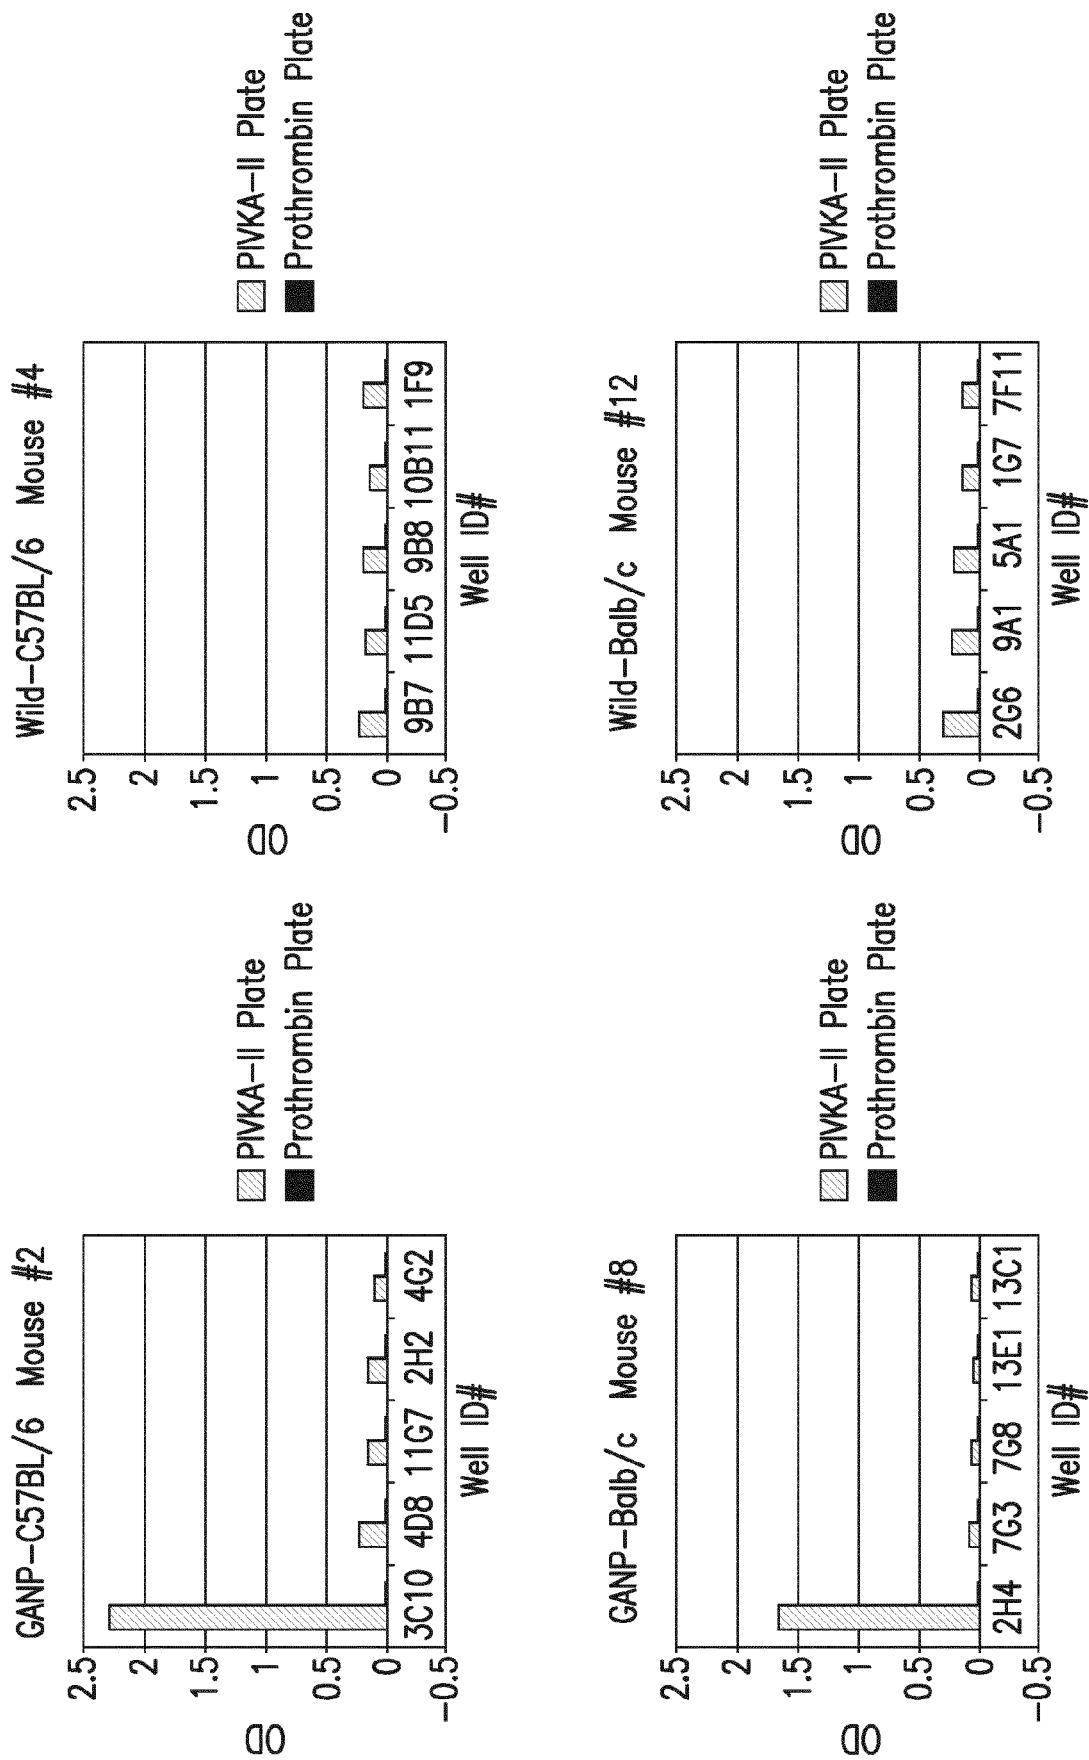 GANP-C57BL/6 Mouse #2
2.5
2
1.5
1
0.5
0
-0.5
OD
3C10 4D8 11G7 2H2 4G2
Well ID#
PIVKA-II Plate
Prothrombin Plate
Wild-C57BL/6 Mouse #4
2.5
2
1.5
1
0.5
0
-0.5
OD
9B7 11D5 9B8 10B11 1F9
Well ID#
PIVKA-II Plate
Prothrombin Plate
GANP-Balb/c Mouse #8
2.5
2
1.5
1
0.5
0
-0.5
OD
2H4 7G3 7G8 13E1 13C1
Well ID#
PIVKA-II Plate
Prothrombin Plate
Wild-Balb/c Mouse #12
2.5
2
1.5
1
0.5
0
-0.5
OD
2G6 9A1 5A1 1G7 7F11
Well ID#
PIVKA-II Plate
Prothrombin Plate